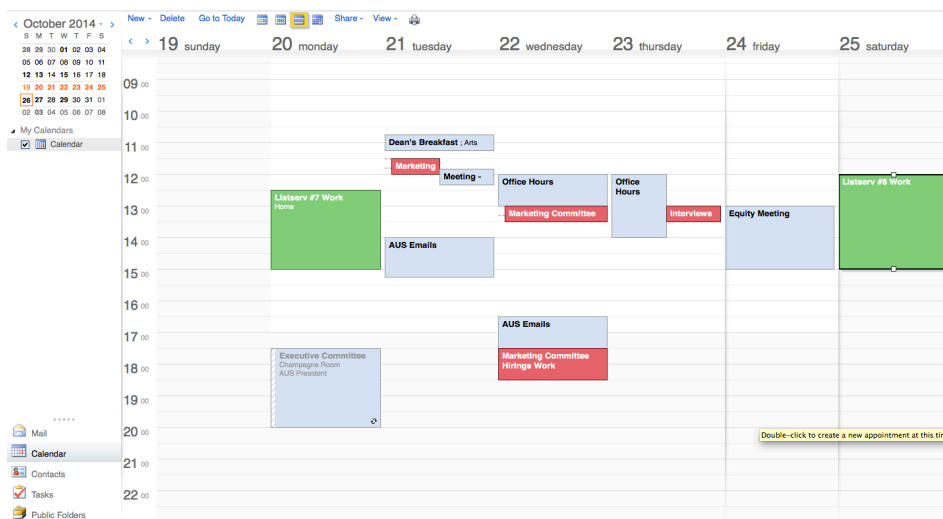 ‹ October 2014 - ›
New - Delete Go to Today Share - View -
S M T W T F S
28 29 30 01 02 03 04
05 06 07 08 09 10 11
12 13 14 15 16 17 18
19 20 21 22 23 24 25
26 27 28 29 30 31 01
02 03 04 05 06 07 08
My Calendars
Calendar
‹ › 19 sunday 20 monday 21 tuesday 22 wednesday 23 thursday 24 friday 25 saturday
09 00
10 00
11 00
12 00
13 00
14 00
15 00
16 00
17 00
18 00
19 00
20 00
21 00
22 00
Listserv #7 Work
Home
Executive Committee
Champagne Room
AUS President
Dean's Breakfast ; Arts
Marketing
Meeting -
AUS Emails
Office Hours
Marketing Committee
AUS Emails
Marketing Committee
Hirings Work
Office
Hours
Interviews
Equity Meeting
Listserv #8 Work
Double-click to create a new appointment at this tim
Mail
Calendar
Contacts
Tasks
Public Folders